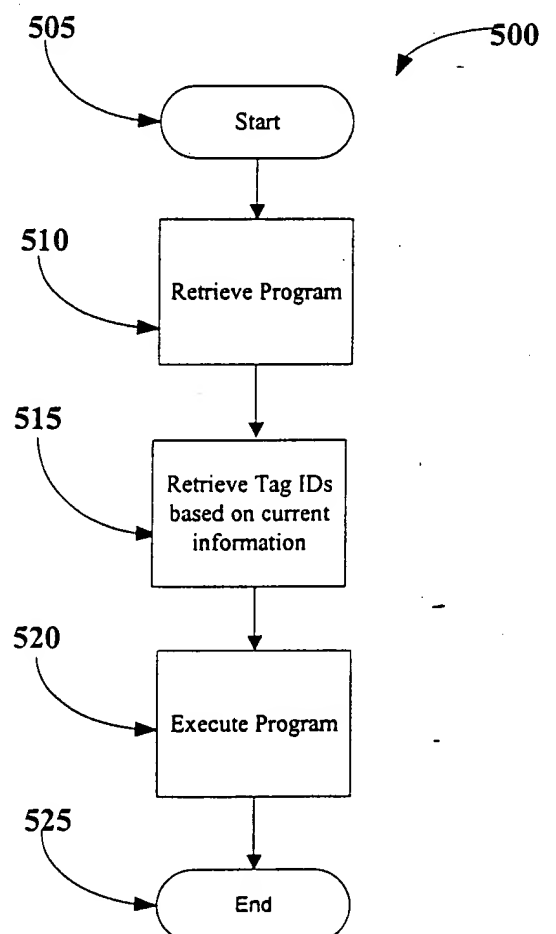 505
500
Start
510
Retrieve Program
515
Retrieve Tag IDs
based on current
information
520
Execute Program
525
End